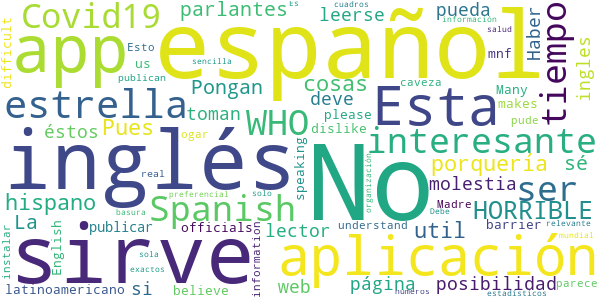 Covid19
parlantes
Es
cuadros
leerse
pueda
información
Haber
tiempo
ingles
difficult
app
español
Esto
us
sencilla
cosas
salud
mnf
caveza
publican
Pongan
deve
Many
makes
estrella
toman
WHO
please
Esta
pude
Pues
ogar
dislike
éstos
inglés
No
interesante
speaking
real
organización
porquería
sé
hispano
preferencial
solo
molestia
ser
Spanish
Madre
HORRIBLE
La
basura
officials
lector
util
barrier
relevante
publicar
understand
Debe
instalar
English
sirve
information
web
página
aplicación
mundial
sola
posibilidad
parece
latinoamericano
si
exactos
believe
números
estadísticos